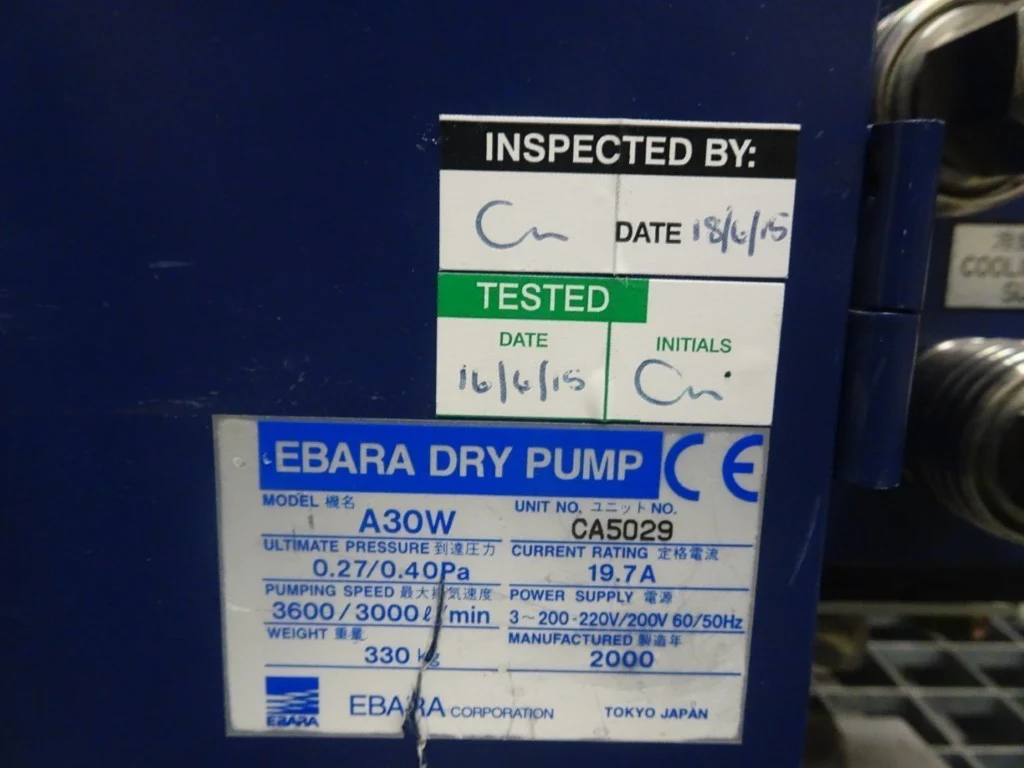 INSPECTED BY:
DATE 18/6/15
TESTED
DATE
INITIALS
16/6/15
EBARA DRY PUMP CE
MODEL 機名
A30W
UNIT NO. ユニットNO.
CA5029
ULTIMATE PRESSURE 到達圧力
0.27/0.40Pa
CURRENT RATING 定格電流
19.7A
PUMPING SPEED 最大排気速度
3600/3000ℓ/min
POWER SUPPLY 電源
3~200-220V/200V 60/50Hz
WEIGHT 重量
330 kg
MANUFACTURED 製造年
2000
EBARA
EBARA CORPORATION
TOKYO JAPAN